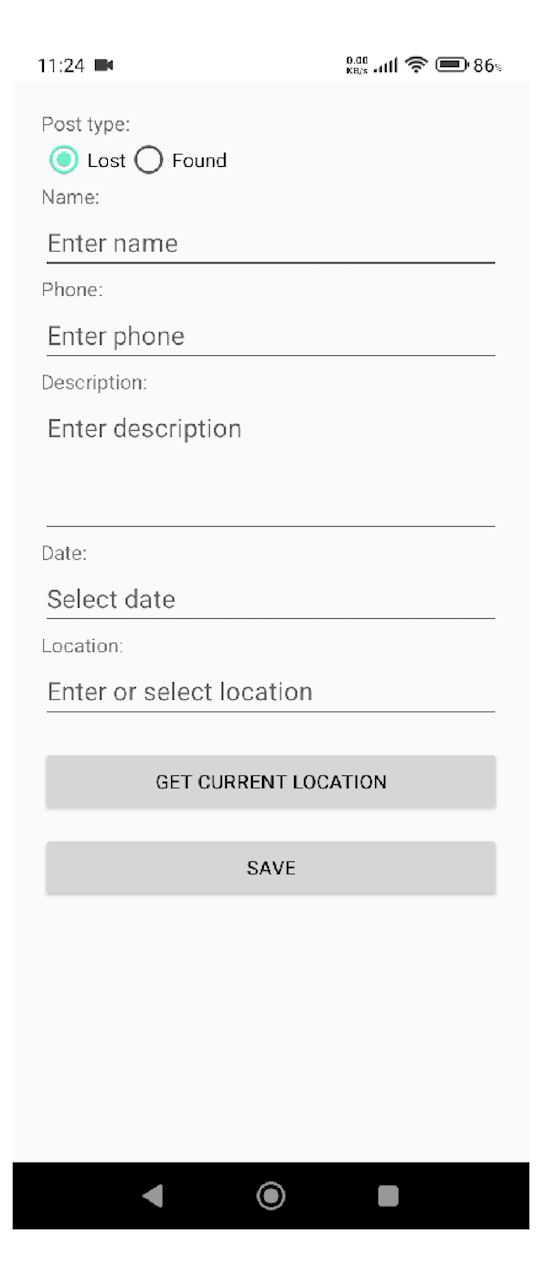 11:24 0.00 KB/s 86%
Post type:
Lost Found
Name:
Enter name
Phone:
Enter phone
Description:
Enter description
Date:
Select date
Location:
Enter or select location
GET CURRENT LOCATION
SAVE